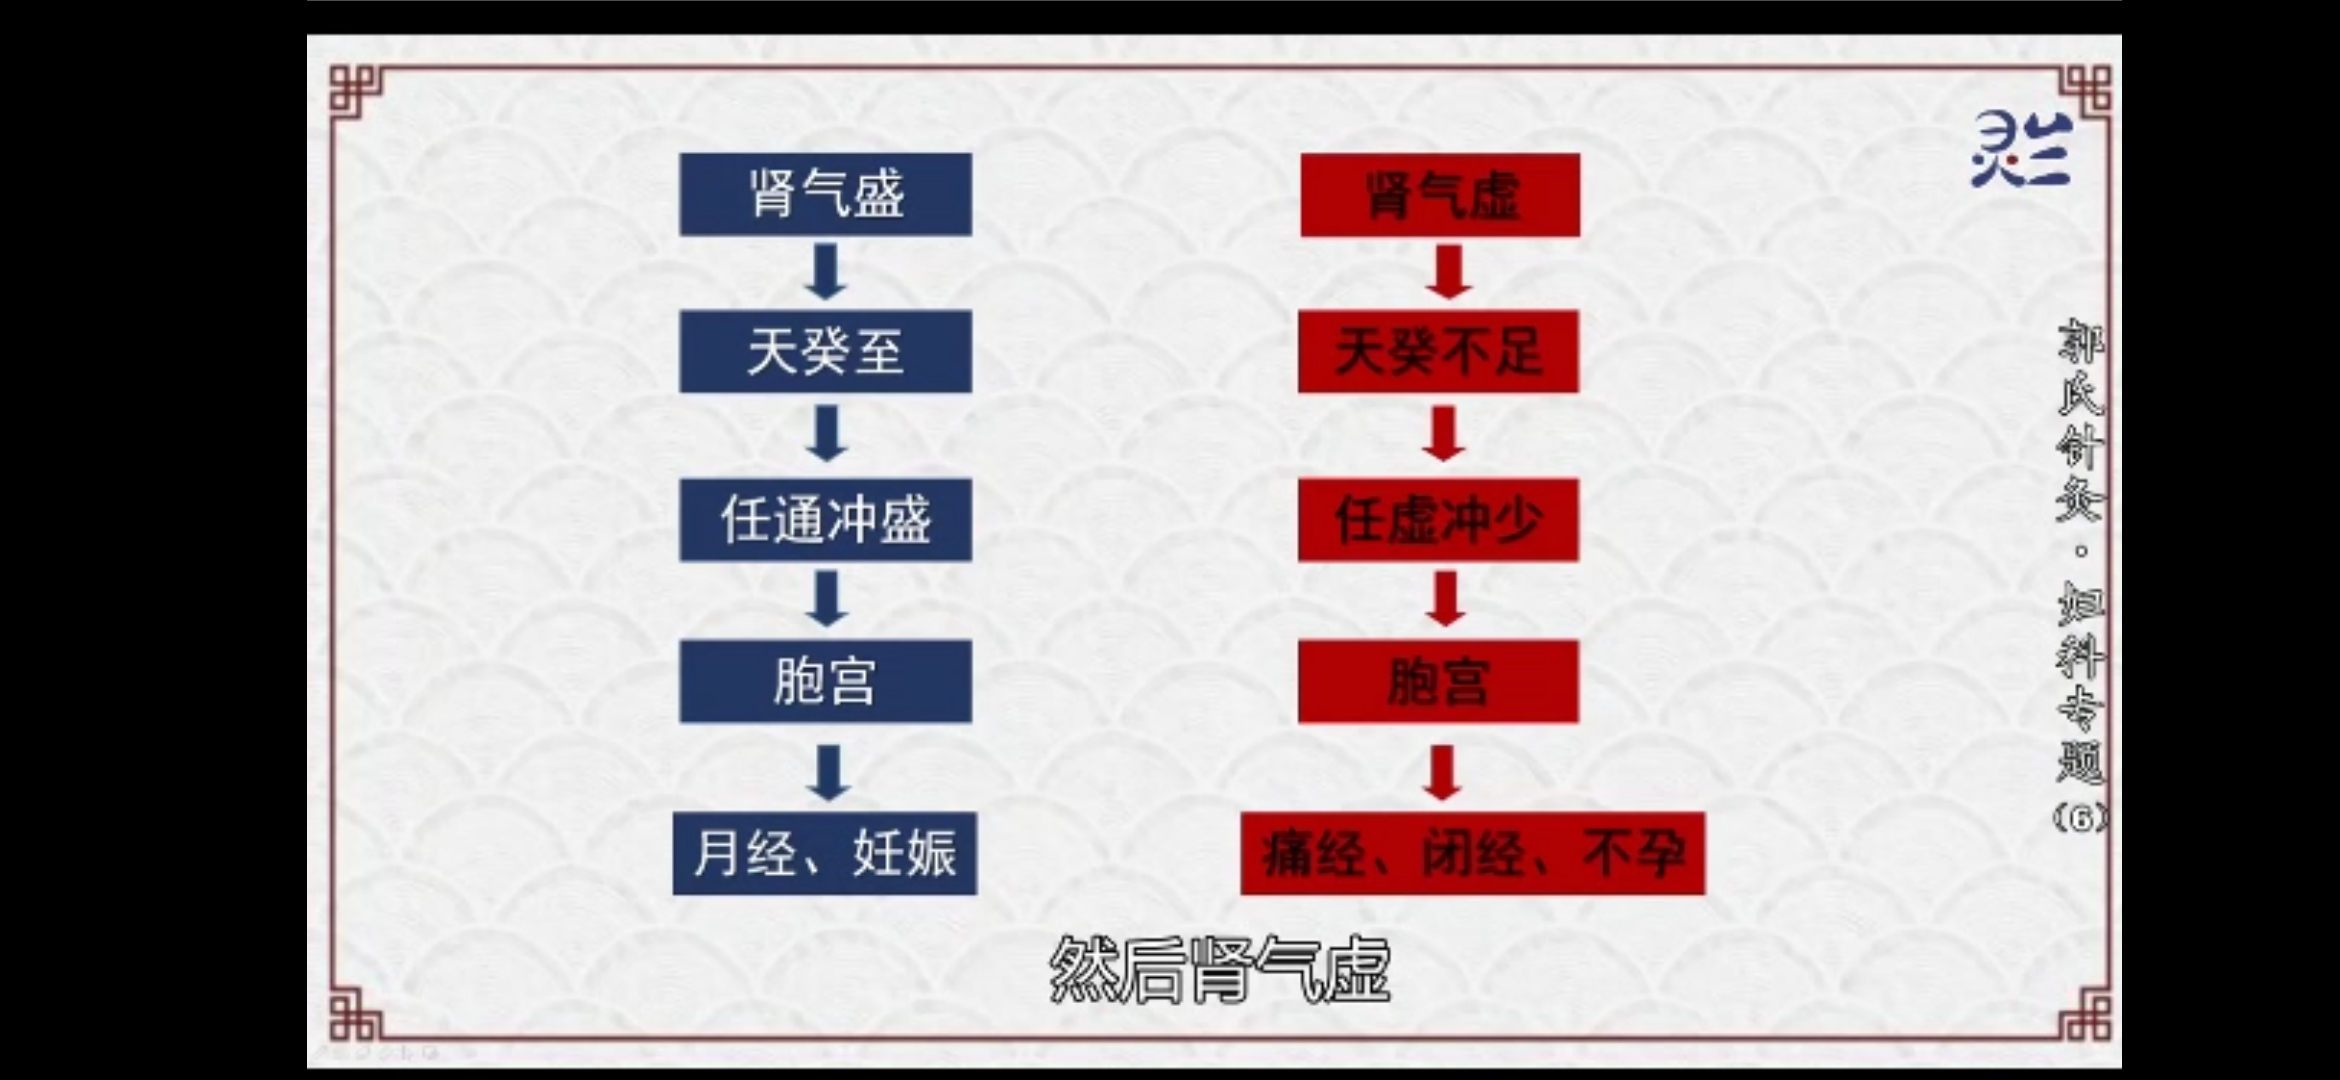 灵兰
肾气盛
天癸至
任通冲盛
胞宫
月经、妊娠
肾气虚
天癸不足
任虚冲少
胞宫
痛经、闭经、不孕
郭氏针灸·妇科专题(6)
然后肾气虚